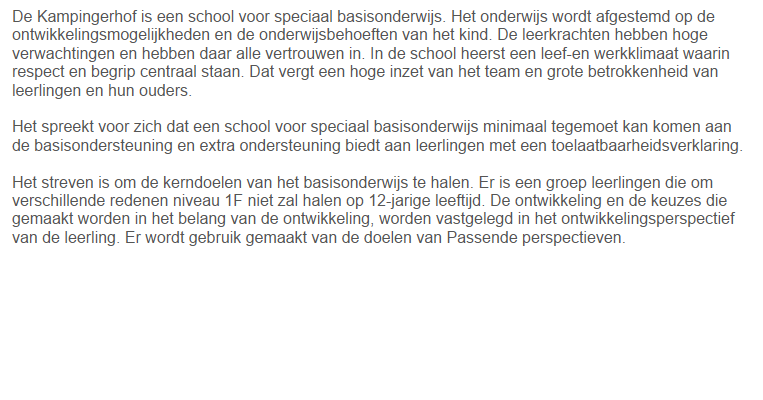 De Kampingerhof is een school voor speciaal basisonderwijs. Het onderwijs wordt afgestemd op de
ontwikkelingsmogelijkheden en de onderwijsbehoeften van het kind. De leerkrachten hebben hoge
verwachtingen en hebben daar alle vertrouwen in. In de school heerst een leef-en werkklimaat waarin
respect en begrip centraal staan. Dat vergt een hoge inzet van het team en grote betrokkenheid van
leerlingen en hun ouders.
Het spreekt voor zich dat een school voor speciaal basisonderwijs minimaal tegemoet kan komen aan
de basisondersteuning en extra ondersteuning biedt aan leerlingen met een toelaatbaarheidsverklaring.
Het streven is om de kerndoelen van het basisonderwijs te halen. Er is een groep leerlingen die om
verschillende redenen niveau 1F niet zal halen op 12-jarige leeftijd. De ontwikkeling en de keuzes die
gemaakt worden in het belang van de ontwikkeling, worden vastgelegd in het ontwikkelingsperspectief
van de leerling. Er wordt gebruik gemaakt van de doelen van Passende perspectieven.